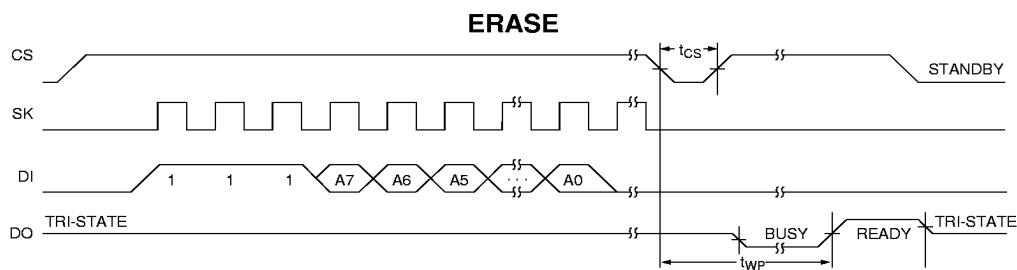 ERASE
CS tCS STANDBY
SK
DI 1 1 1 A7 A6 A5 ... A0
TRI-STATE TRI-STATE
DO BUSY READY
tWP